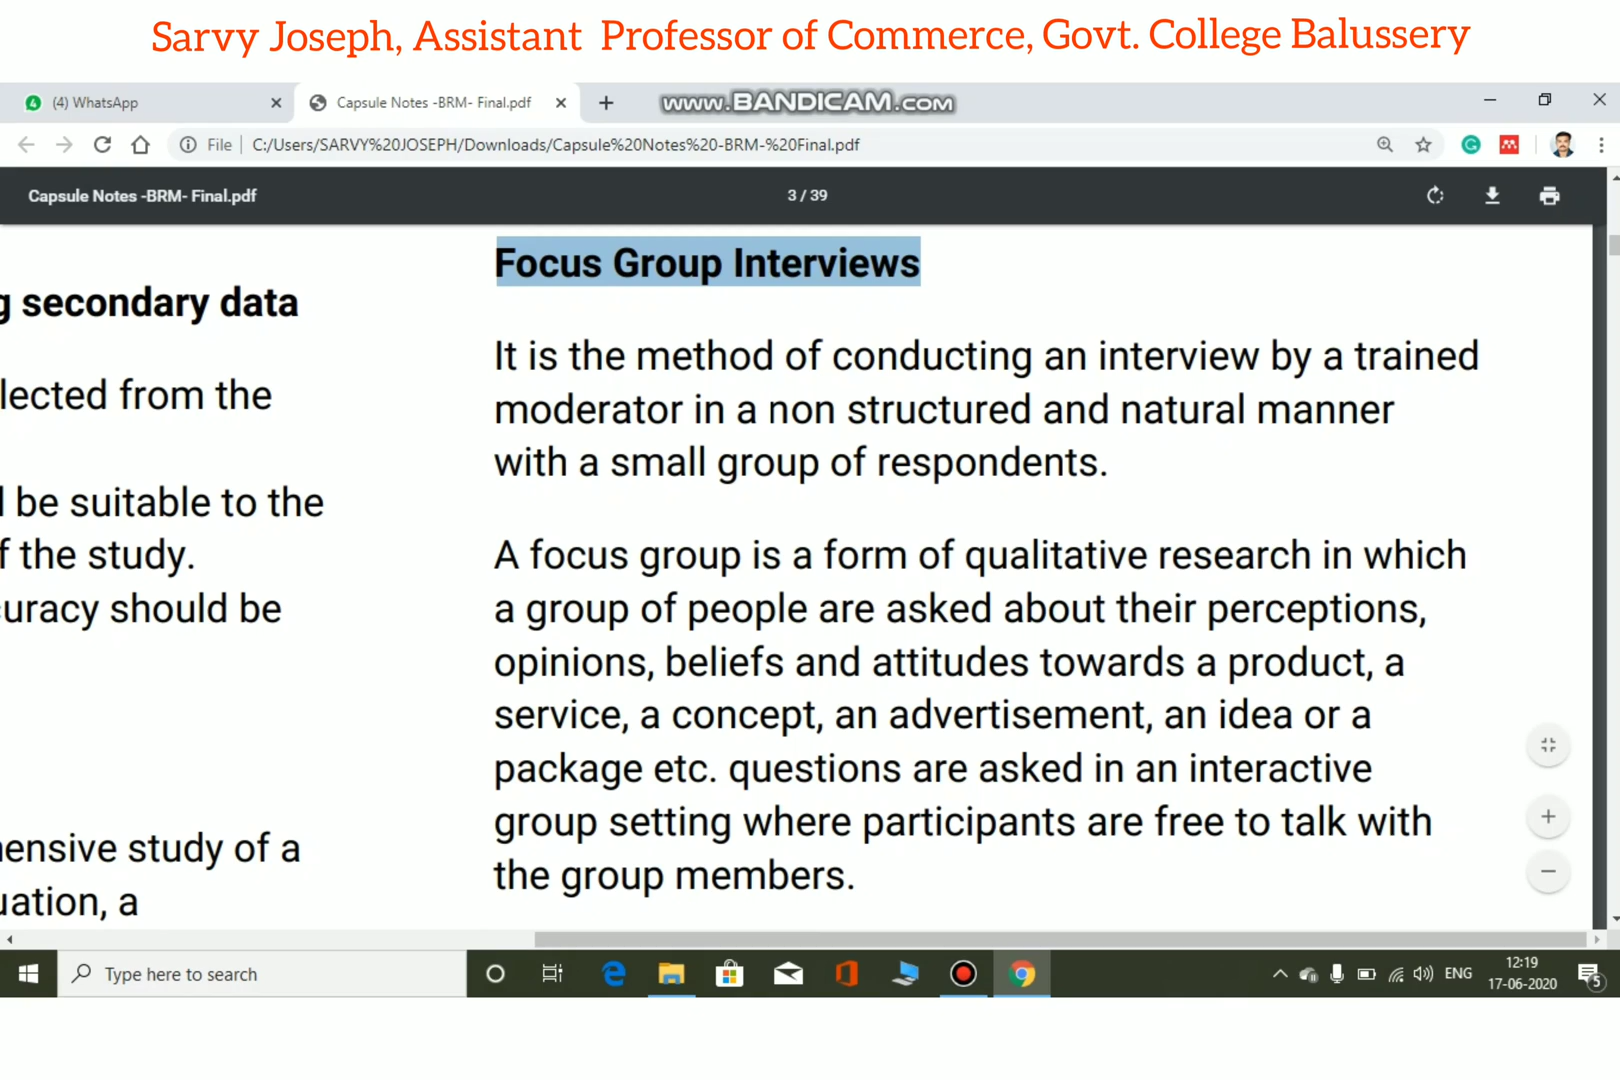 Sarvy Joseph, Assistant Professor of Commerce, Govt. College Balussery
(4) WhatsApp
Capsule Notes -BRM- Final.pdf
www.BANDICAM.com
File
C:/Users/SARVY%20JOSEPH/Downloads/Capsule%20Notes%20-BRM-%20Final.pdf
Capsule Notes -BRM- Final.pdf
3 / 39
g secondary data
lected from the
l be suitable to the
f the study.
curacy should be
ensive study of a
uation, a
Focus Group Interviews
It is the method of conducting an interview by a trained
moderator in a non structured and natural manner
with a small group of respondents.
A focus group is a form of qualitative research in which
a group of people are asked about their perceptions,
opinions, beliefs and attitudes towards a product, a
service, a concept, an advertisement, an idea or a
package etc. questions are asked in an interactive
group setting where participants are free to talk with
the group members.
Type here to search
ENG
12:19
17-06-2020
5